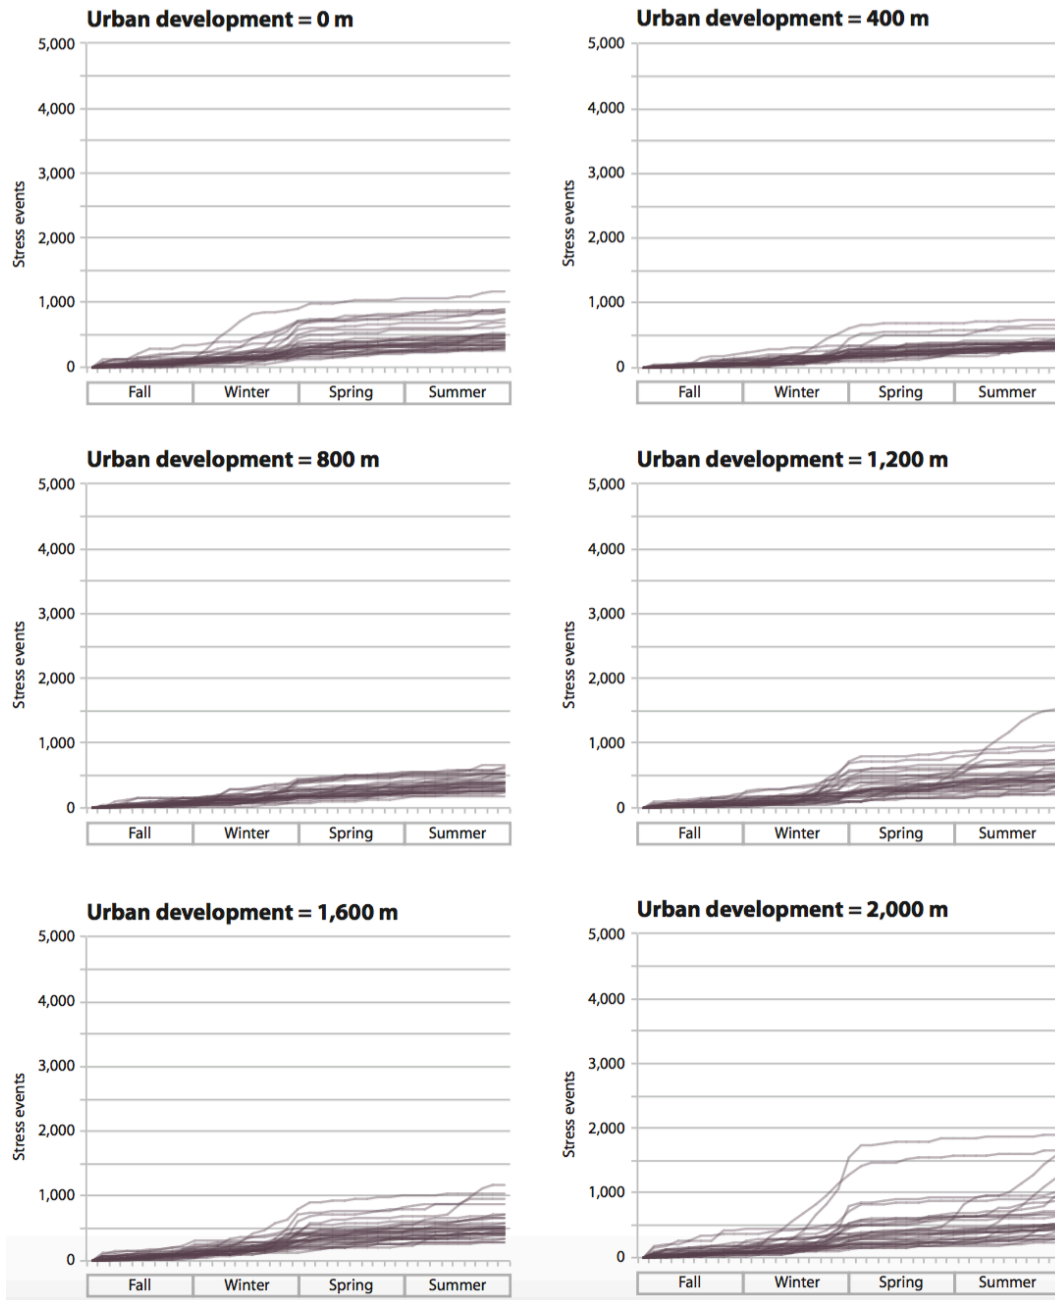 Urban development = 0 m
5,000
4,000
3,000
2,000
1,000
0
Stress events
Fall Winter Spring Summer
Urban development = 400 m
5,000
4,000
3,000
2,000
1,000
0
Stress events
Fall Winter Spring Summer
Urban development = 800 m
5,000
4,000
3,000
2,000
1,000
0
Stress events
Fall Winter Spring Summer
Urban development = 1,200 m
5,000
4,000
3,000
2,000
1,000
0
Stress events
Fall Winter Spring Summer
Urban development = 1,600 m
5,000
4,000
3,000
2,000
1,000
0
Stress events
Fall Winter Spring Summer
Urban development = 2,000 m
5,000
4,000
3,000
2,000
1,000
0
Stress events
Fall Winter Spring Summer